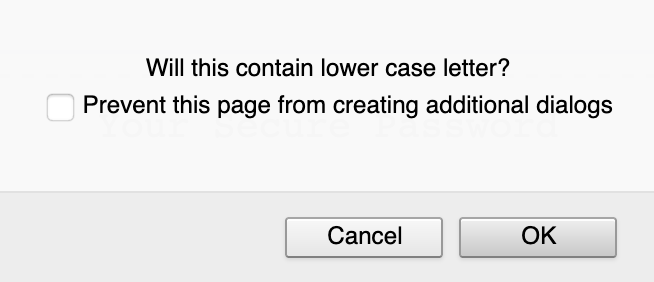 Will this contain lower case letter?
Prevent this page from creating additional dialogs
Your Secure Password
Cancel
OK